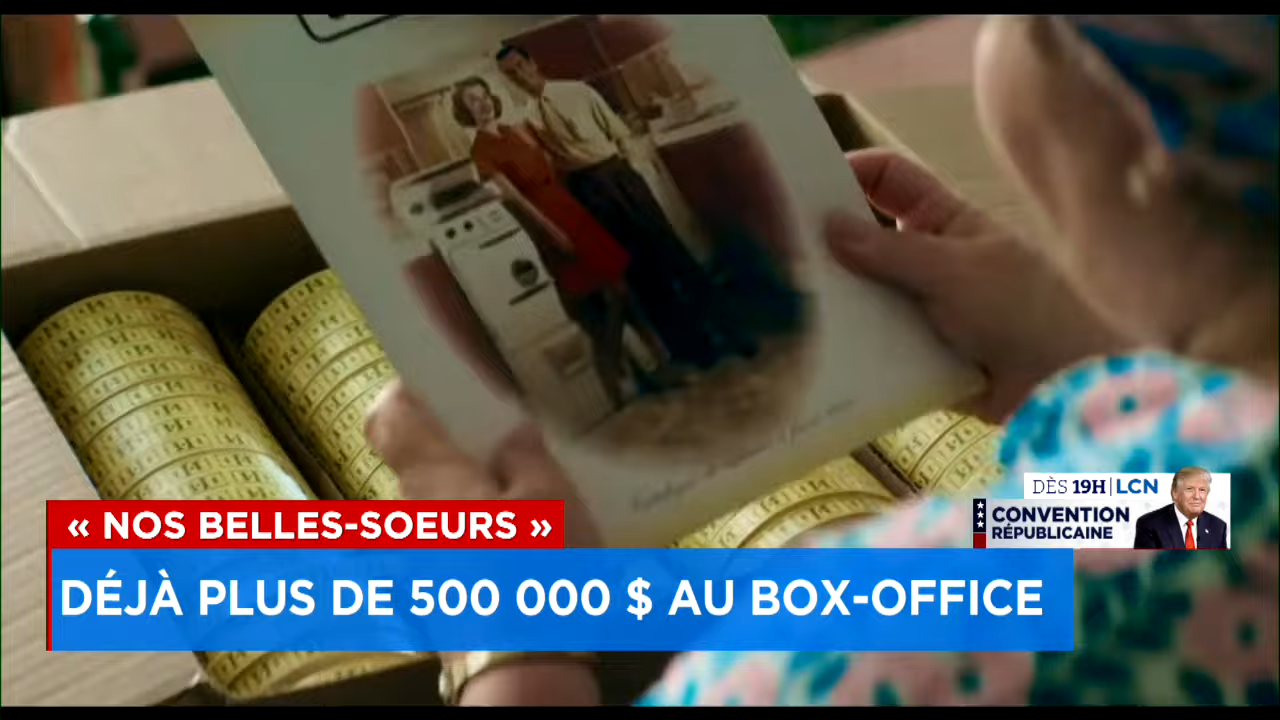 « NOS BELLES-SOEURS »
DÉJÀ PLUS DE 500 000 $ AU BOX-OFFICE
DÈS 19H | LCN
CONVENTION
RÉPUBLICAINE